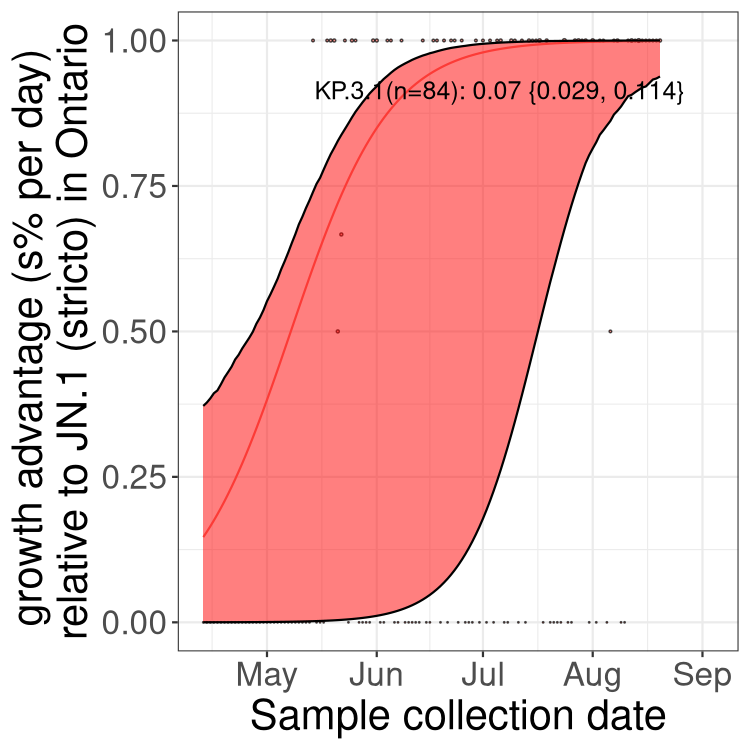 growth advantage (s% per day)
relative to JN.1 (stricto) in Ontario
1.00
0.75
0.50
0.25
0.00
KP.3.1(n=84): 0.07 {0.029, 0.114}
May Jun Jul Aug Sep
Sample collection date